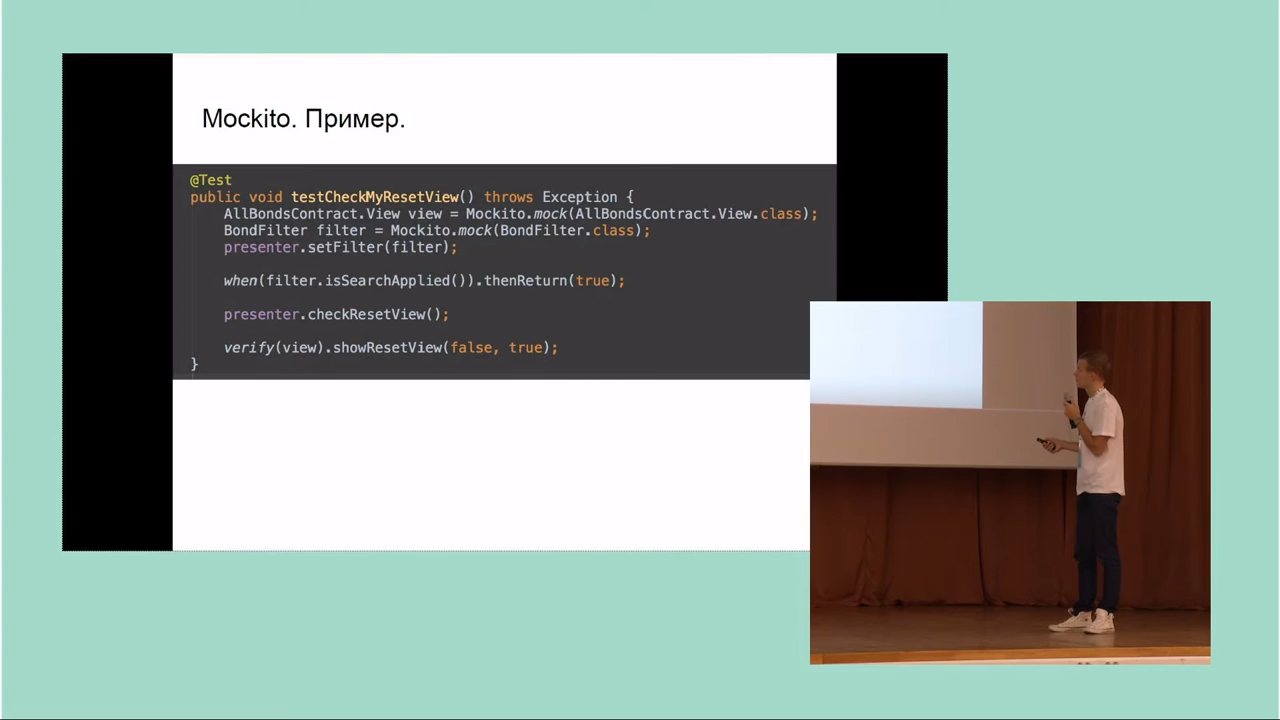 Mockito. Пример.
@Test
public void testCheckMyResetView() throws Exception {
AllBondsContract.View view = Mockito.mock(AllBondsContract.View.class);
BondFilter filter = Mockito.mock(BondFilter.class);
presenter.setFilter(filter);
when(filter.isSearchApplied()).thenReturn(true);
presenter.checkResetView();
verify(view).showResetView(false, true);
}